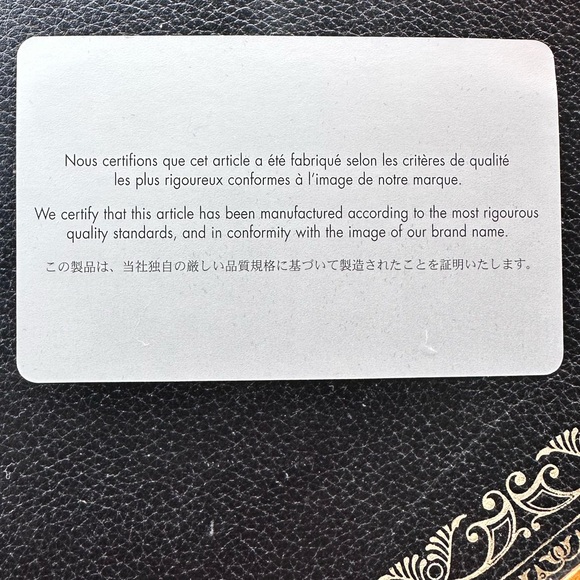 Nous certifions que cet article a été fabriqué selon les critères de qualité
les plus rigoureux conformes à l'image de notre marque.
We certify that this article has been manufactured according to the most rigourous
quality standards, and in conformity with the image of our brand name.
この製品は、当社独自の厳しい品質規格に基づいて製造されたことを証明いたします。